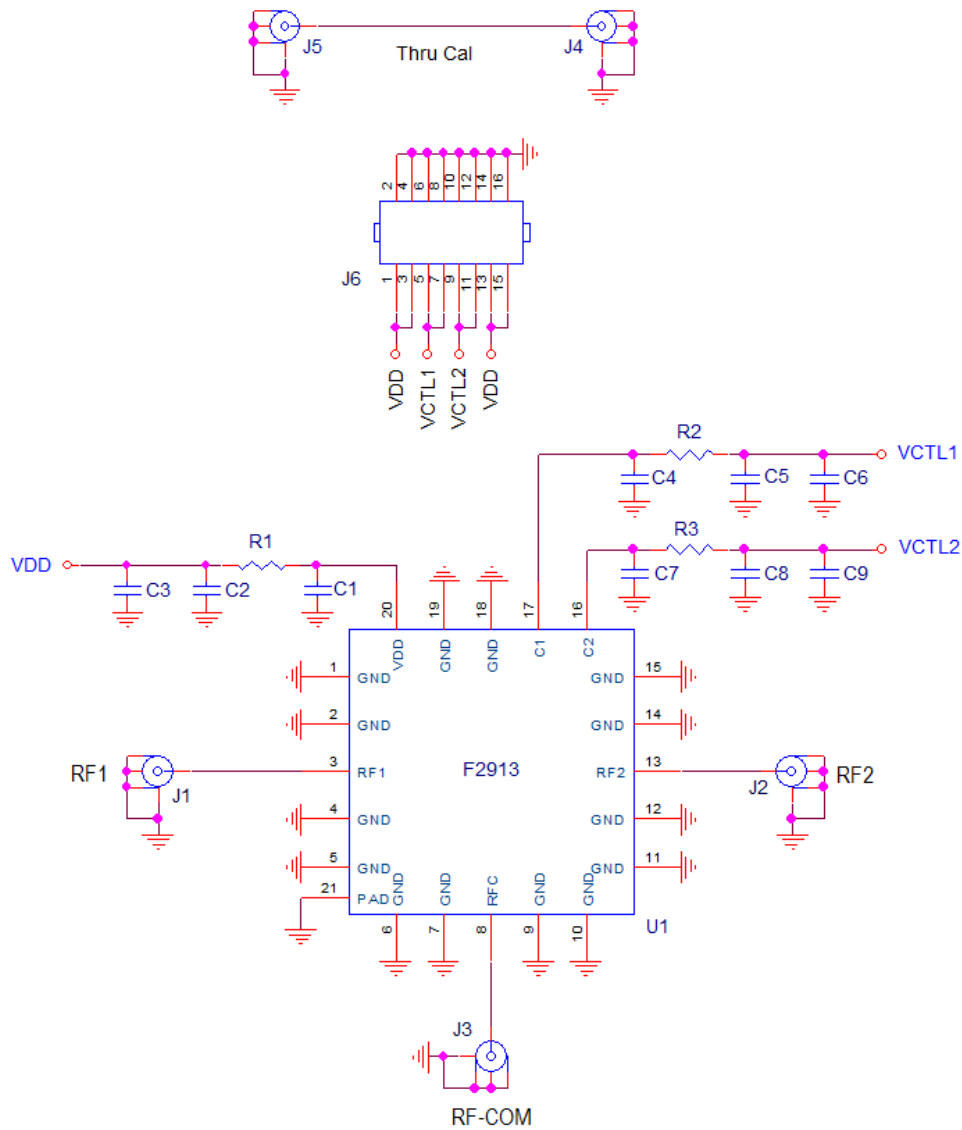 J5
J4
Thru Cal
2
4
6
8
10
12
14
16
J6
1
3
5
7
9
11
13
15
VDD
VCTL1
VCTL2
VDD
R2
VCTL1
C4
C5
C6
R1
R3
VDD
VCTL2
C3
C2
C1
C7
C8
C9
20
19
18
17
16
VDD
GND
GND
C1
C2
1
GND
GND
15
2
GND
GND
14
RF1
J1
3
RF1
F2913
RF2
13
J2
RF2
4
GND
GND
12
5
GND
GND
11
21
PAD
GND
GND
RFC
GND
GND
U1
6
7
8
9
10
J3
RF-COM